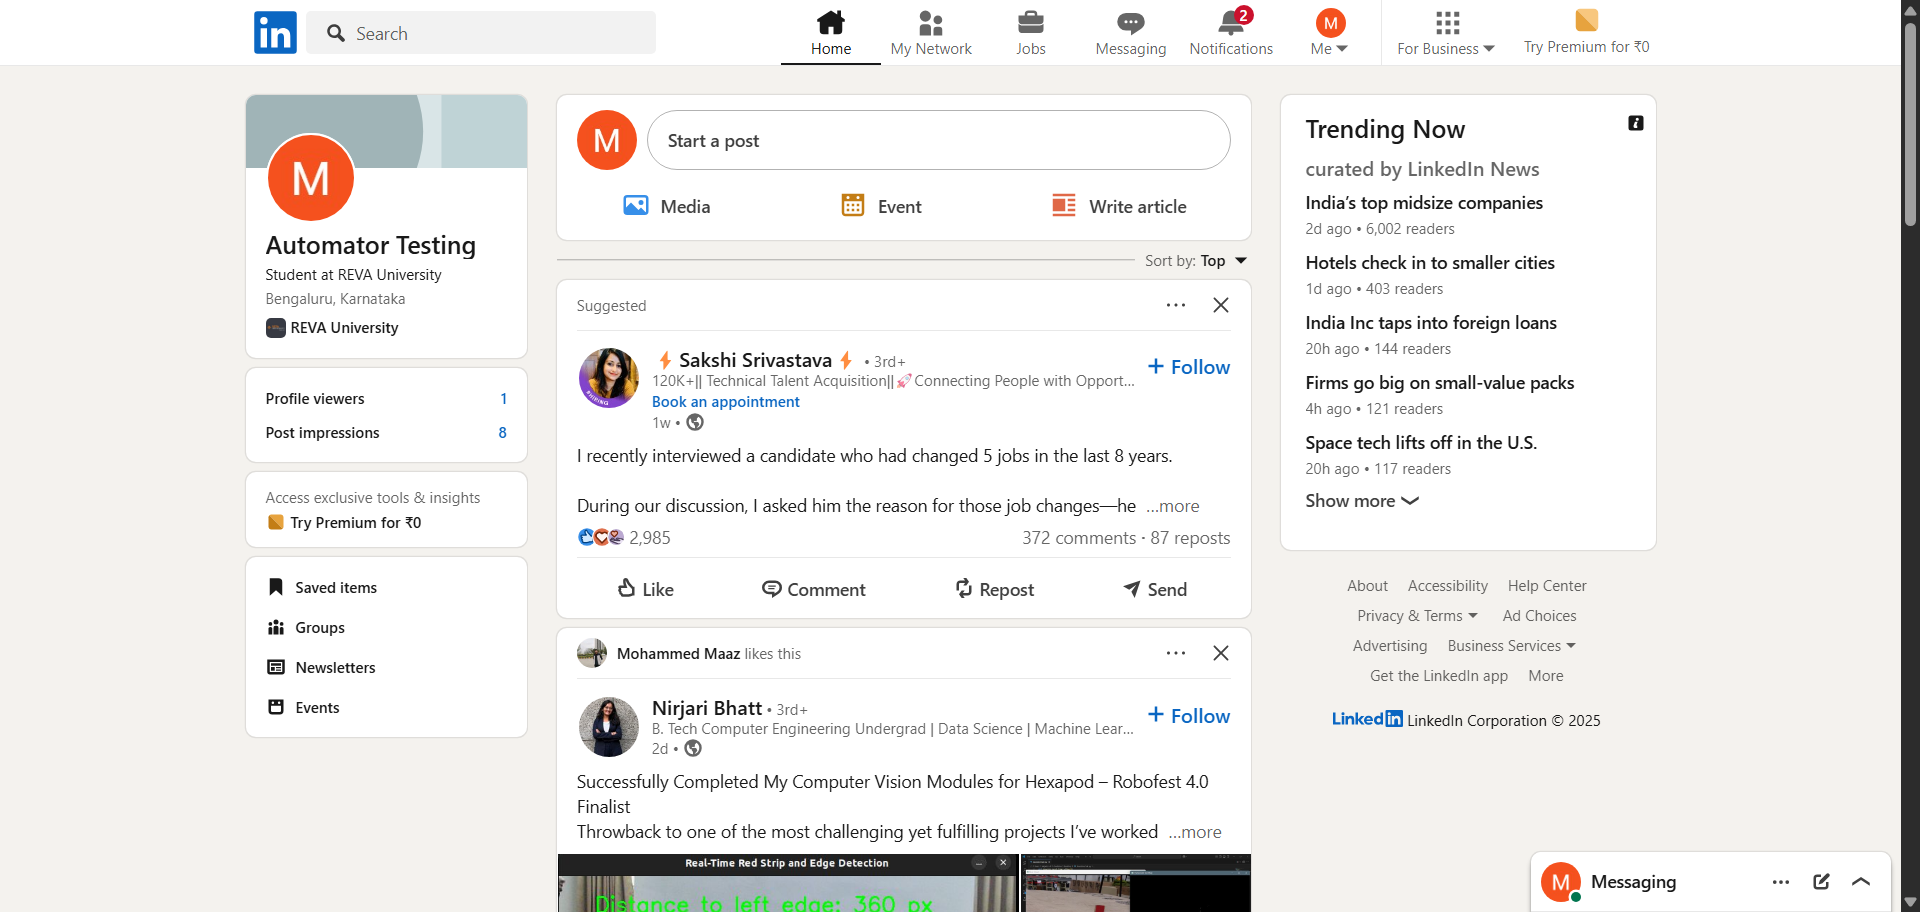 in
Search
Home
My Network
Jobs
Messaging
2
Notifications
M
Me
For Business
Try Premium for ₹0
M
Automator Testing
Student at REVA University
Bengaluru, Karnataka
REVA University
Profile viewers 1
Post impressions 8
Access exclusive tools & insights
Try Premium for ₹0
Saved items
Groups
Newsletters
Events
M
Start a post
Media
Event
Write article
Sort by: Top
Suggested
Sakshi Srivastava • 3rd+
120K+|| Technical Talent Acquisition||🚀Connecting People with Opport...
Book an appointment
1w •
+ Follow
I recently interviewed a candidate who had changed 5 jobs in the last 8 years.
During our discussion, I asked him the reason for those job changes—he ...more
2,985
372 comments · 87 reposts
Like
Comment
Repost
Send
Mohammed Maaz likes this
Nirjari Bhatt • 3rd+
B. Tech Computer Engineering Undergrad | Data Science | Machine Lear...
2d •
+ Follow
Successfully Completed My Computer Vision Modules for Hexapod – Robofest 4.0
Finalist
Throwback to one of the most challenging yet fulfilling projects I've worked ...more
Real-Time Red Strip and Edge Detection
Distance to left edge: 360 px
Trending Now
curated by LinkedIn News
India's top midsize companies
2d ago • 6,002 readers
Hotels check in to smaller cities
1d ago • 403 readers
India Inc taps into foreign loans
20h ago • 144 readers
Firms go big on small-value packs
4h ago • 121 readers
Space tech lifts off in the U.S.
20h ago • 117 readers
Show more
About Accessibility Help Center
Privacy & Terms Ad Choices
Advertising Business Services
Get the LinkedIn app More
LinkedIn LinkedIn Corporation © 2025
M
Messaging